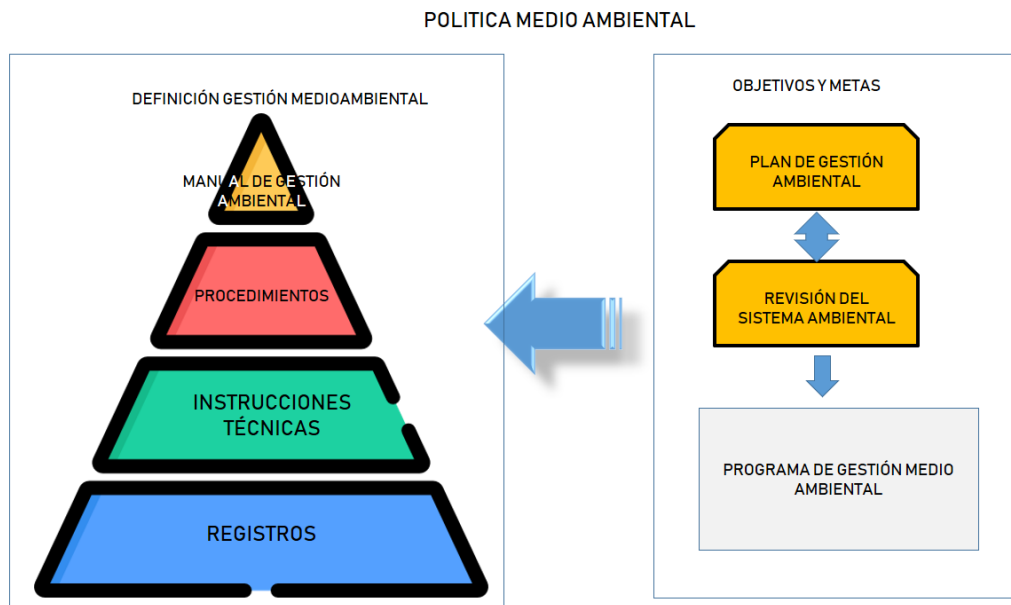 POLITICA MEDIO AMBIENTAL
DEFINICIÓN GESTIÓN MEDIOAMBIENTAL
MANUAL DE GESTIÓN
AMBIENTAL
PROCEDIMIENTOS
INSTRUCCIONES
TÉCNICAS
REGISTROS
OBJETIVOS Y METAS
PLAN DE GESTIÓN
AMBIENTAL
REVISIÓN DEL
SISTEMA AMBIENTAL
PROGRAMA DE GESTIÓN MEDIO
AMBIENTAL